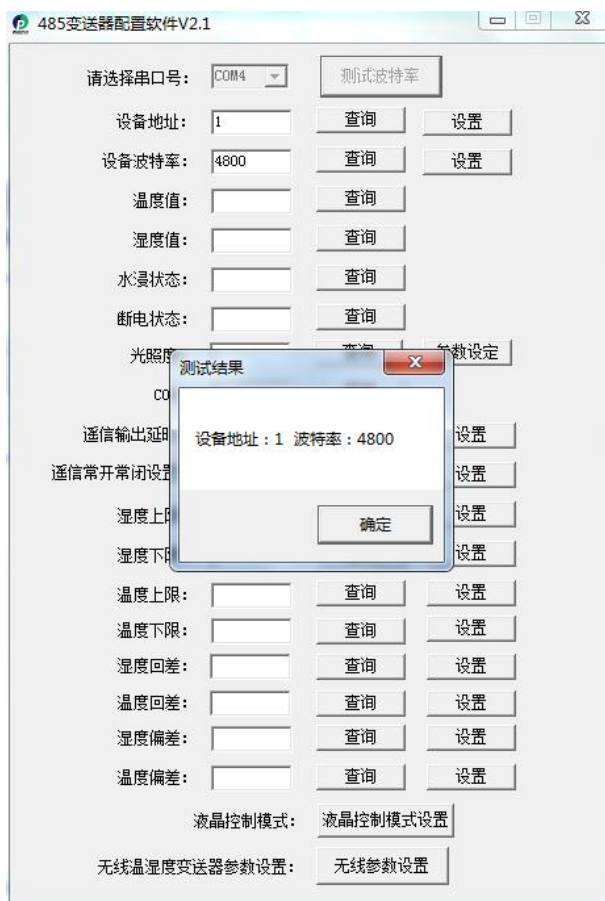 485变送器配置软件V2.1
请选择串口号： COM4 测试波特率
设备地址： 1 查询 设置
设备波特率： 4800 查询 设置
温度值： 查询
湿度值： 查询
水浸状态： 查询
断电状态： 查询
光照度 查询 参数设定
测试结果
CO
设备地址：1 波特率：4800
遥信输出延时 设置
遥信常开常闭设置 设置
湿度上限 设置
确定
湿度下限 设置
温度上限： 查询 设置
温度下限： 查询 设置
湿度回差： 查询 设置
温度回差： 查询 设置
湿度偏差： 查询 设置
温度偏差： 查询 设置
液晶控制模式： 液晶控制模式设置
无线温湿度变送器参数设置： 无线参数设置